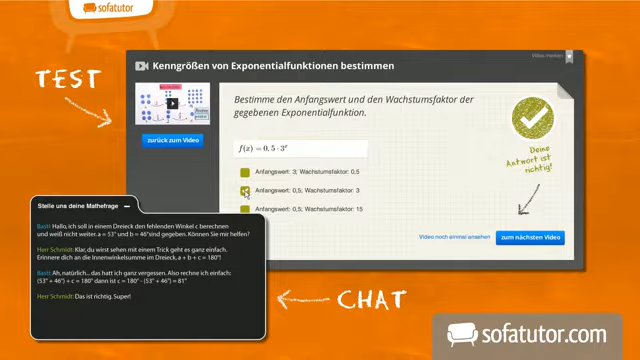 sofatutor
TEST
Kenngrößen von Exponentialfunktionen bestimmen
zurück zum Video
Bestimme den Anfangswert und den Wachstumsfaktor der
gegebenen Exponentialfunktion.
f(x) = 0,5 · 3ˣ
Anfangswert: 3; Wachstumsfaktor: 0,5
Anfangswert: 0,5; Wachstumsfaktor: 3
Anfangswert: 0,5; Wachstumsfaktor: 15
Deine
Antwort ist
richtig!
Video noch einmal ansehen
zum nächsten Video
Stelle uns deine Mathefrage
Basti: Hallo, ich soll in einem Dreieck den fehlenden Winkel c berechnen
und weiß nicht weiter. a = 53° und b = 46° sind gegeben. Können Sie mir helfen?
Herr Schmidt: Klar, du wirst sehen mit einem Trick geht es ganz einfach.
Erinnere dich an die Innenwinkelsumme im Dreieck, a + b + c = 180°!
Basti: Ah, natürlich... das hatt ich ganz vergessen. Also rechne ich einfach:
(53° + 46°) + c = 180° dann ist c = 180° - (53° + 46°) = 81°
Herr Schmidt: Das ist richtig. Super!
CHAT
sofatutor.com